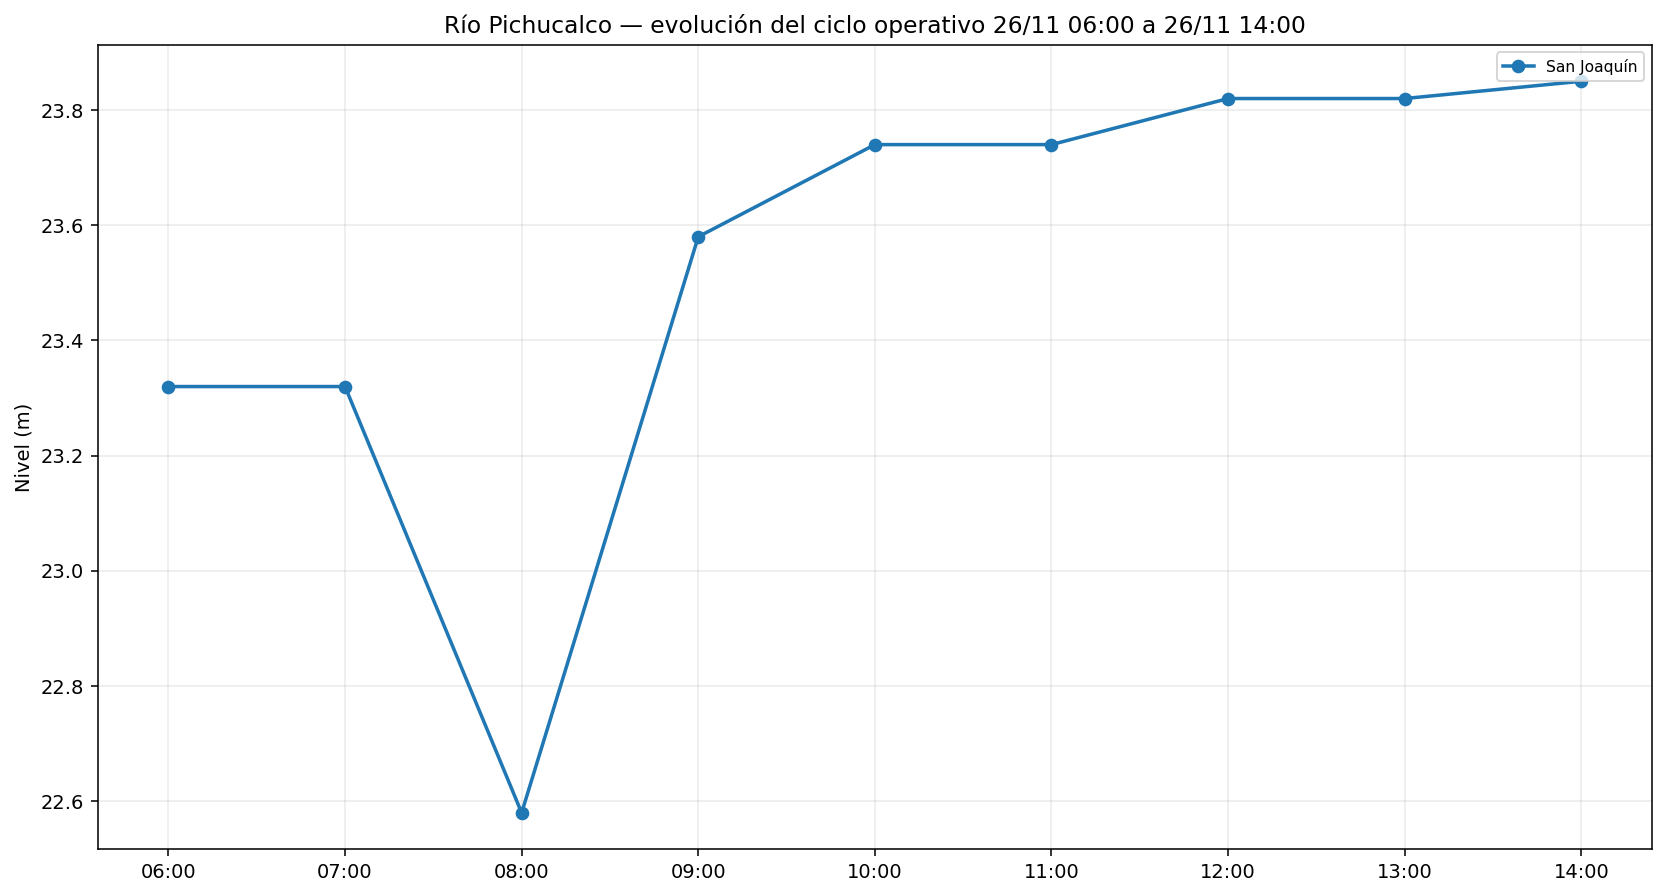 Río Pichucalco — evolución del ciclo operativo 26/11 06:00 a 26/11 14:00
San Joaquín
Nivel (m)
23.8
23.6
23.4
23.2
23.0
22.8
22.6
06:00 07:00 08:00 09:00 10:00 11:00 12:00 13:00 14:00